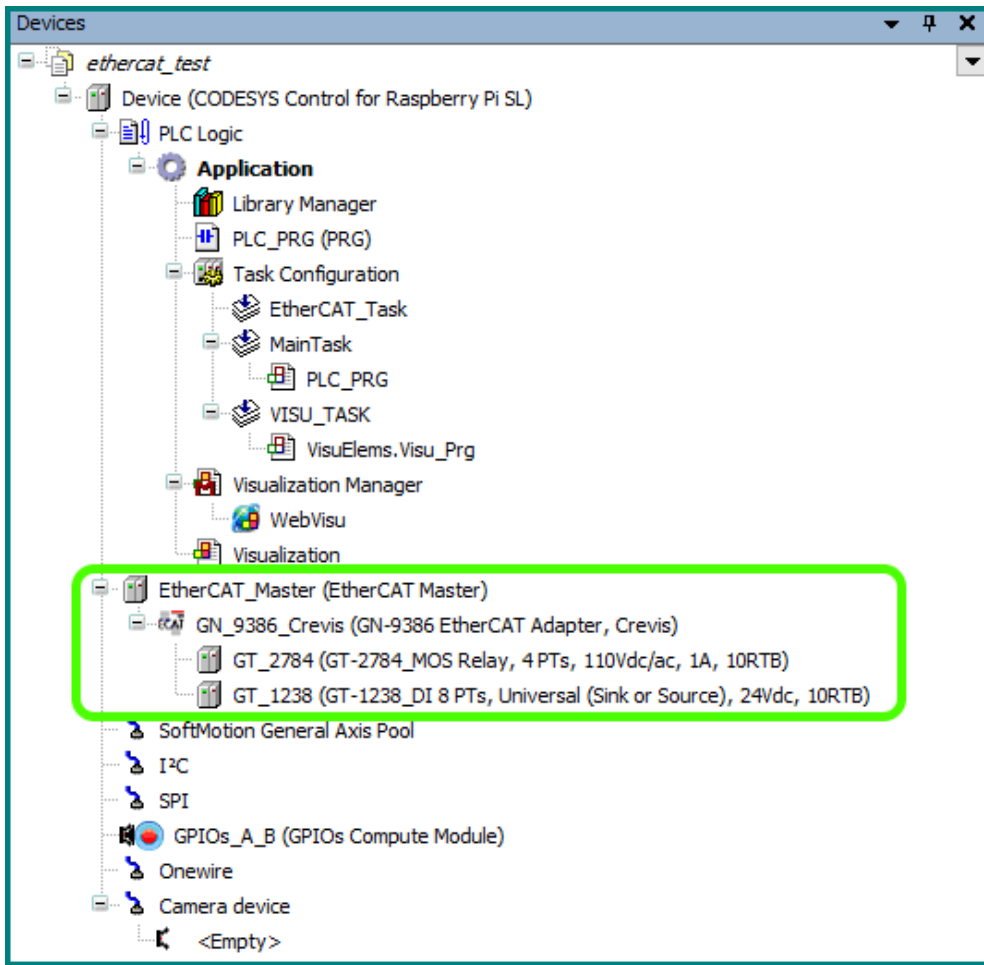 Devices
ethercat_test
Device (CODESYS Control for Raspberry Pi SL)
PLC Logic
Application
Library Manager
PLC_PRG (PRG)
Task Configuration
EtherCAT_Task
MainTask
PLC_PRG
VISU_TASK
VisuElems.Visu_Prg
Visualization Manager
WebVisu
Visualization
EtherCAT_Master (EtherCAT Master)
GN_9386_Crevis (GN-9386 EtherCAT Adapter, Crevis)
GT_2784 (GT-2784_MOS Relay, 4 PTs, 110Vdc/ac, 1A, 10RTB)
GT_1238 (GT-1238_DI 8 PTs, Universal (Sink or Source), 24Vdc, 10RTB)
SoftMotion General Axis Pool
I²C
SPI
GPIOs_A_B (GPIOs Compute Module)
Onewire
Camera device
<Empty>